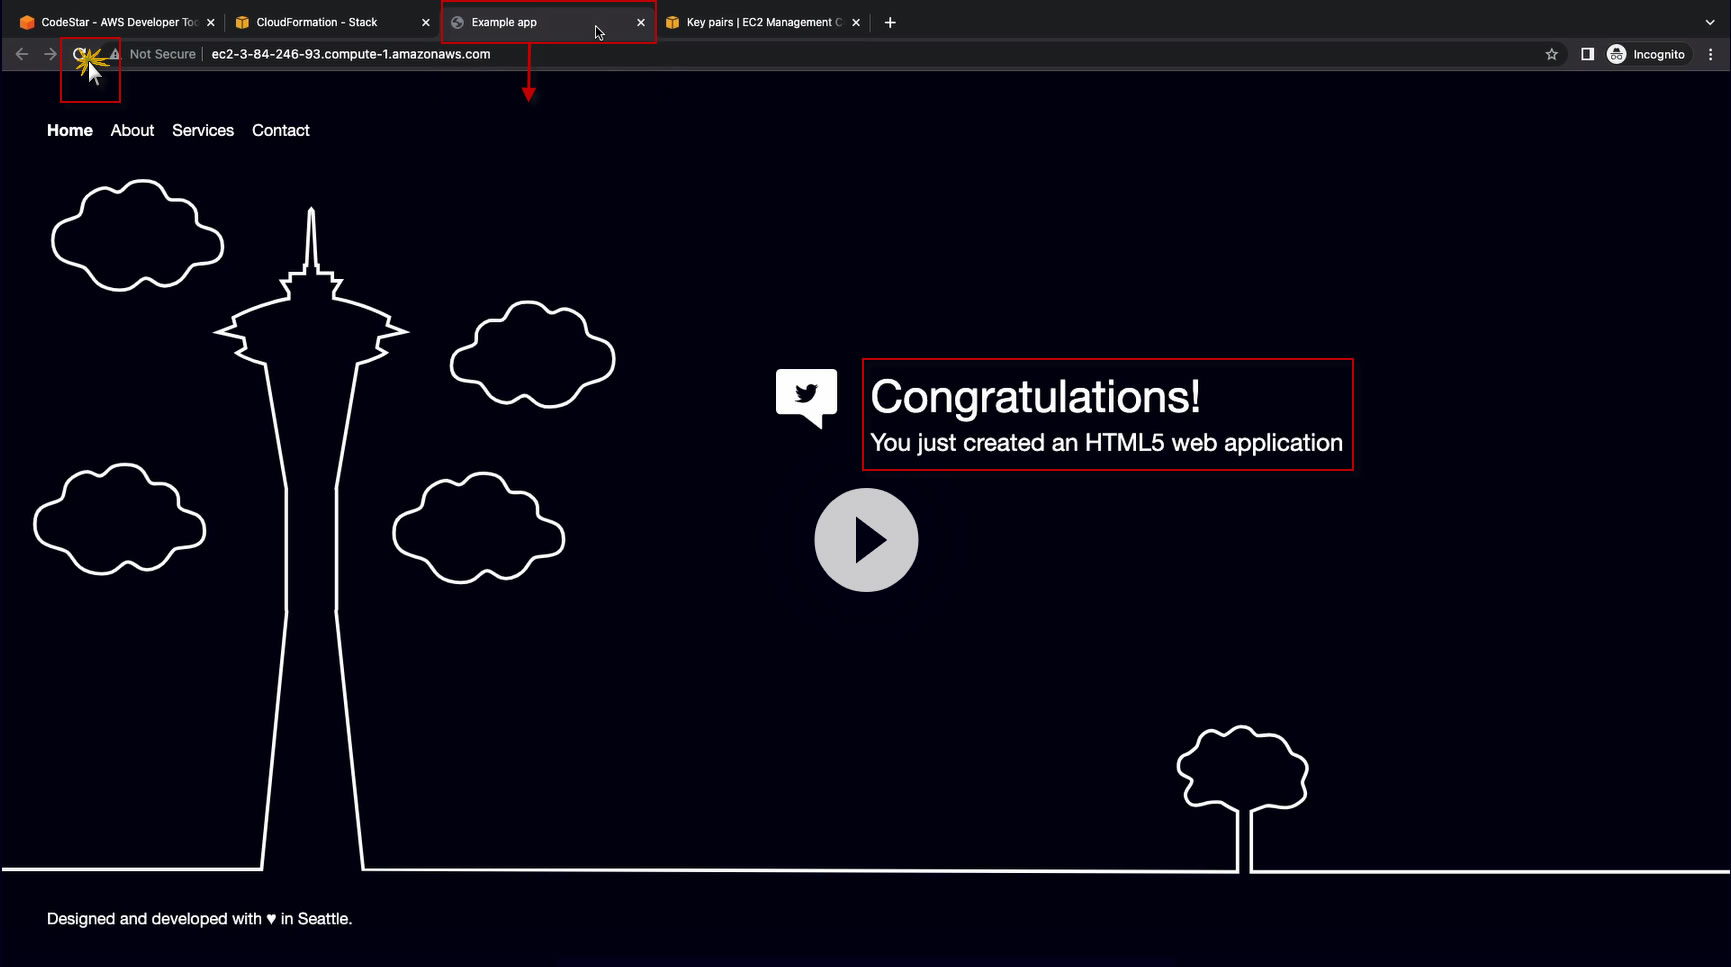 CodeStar - AWS Developer Too
CloudFormation - Stack
Example app
Key pairs | EC2 Management C
Not Secure
ec2-3-84-246-93.compute-1.amazonaws.com
Incognito
Home About Services Contact
Congratulations!
You just created an HTML5 web application
Designed and developed with ♥ in Seattle.